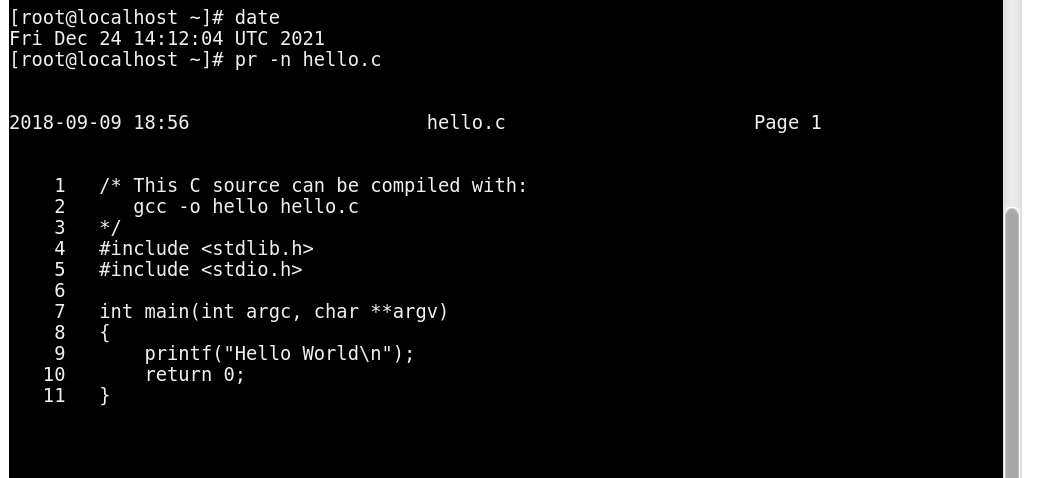 [root@localhost ~]# date
Fri Dec 24 14:12:04 UTC 2021
[root@localhost ~]# pr -n hello.c
2018-09-09 18:56                     hello.c                      Page 1
    1   /* This C source can be compiled with:
    2      gcc -o hello hello.c
    3   */
    4   #include <stdlib.h>
    5   #include <stdio.h>
    6
    7   int main(int argc, char **argv)
    8   {
    9       printf("Hello World\n");
   10       return 0;
   11   }